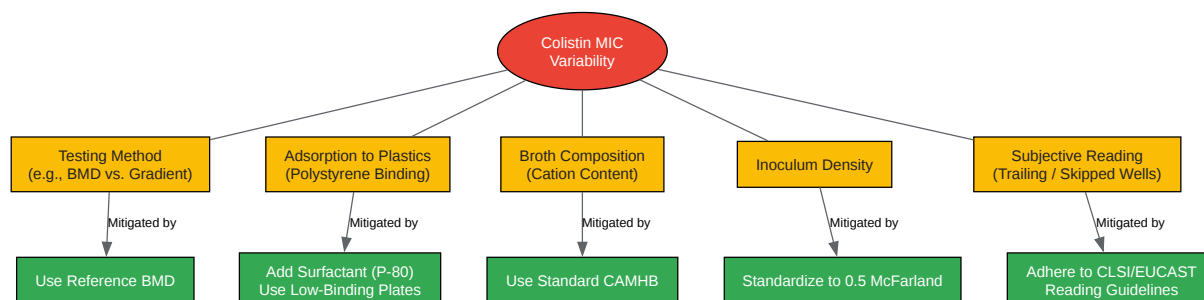 Colistin MIC
Variability
Testing Method
(e.g., BMD vs. Gradient)
Adsorption to Plastics
(Polystyrene Binding)
Broth Composition
(Cation Content)
Inoculum Density
Subjective Reading
(Trailing / Skipped Wells)
Mitigated by
Mitigated by
Mitigated by
Mitigated by
Mitigated by
Use Reference BMD
Add Surfactant (P-80)
Use Low-Binding Plates
Use Standard CAMHB
Standardize to 0.5 McFarland
Adhere to CLSI/EUCAST
Reading Guidelines